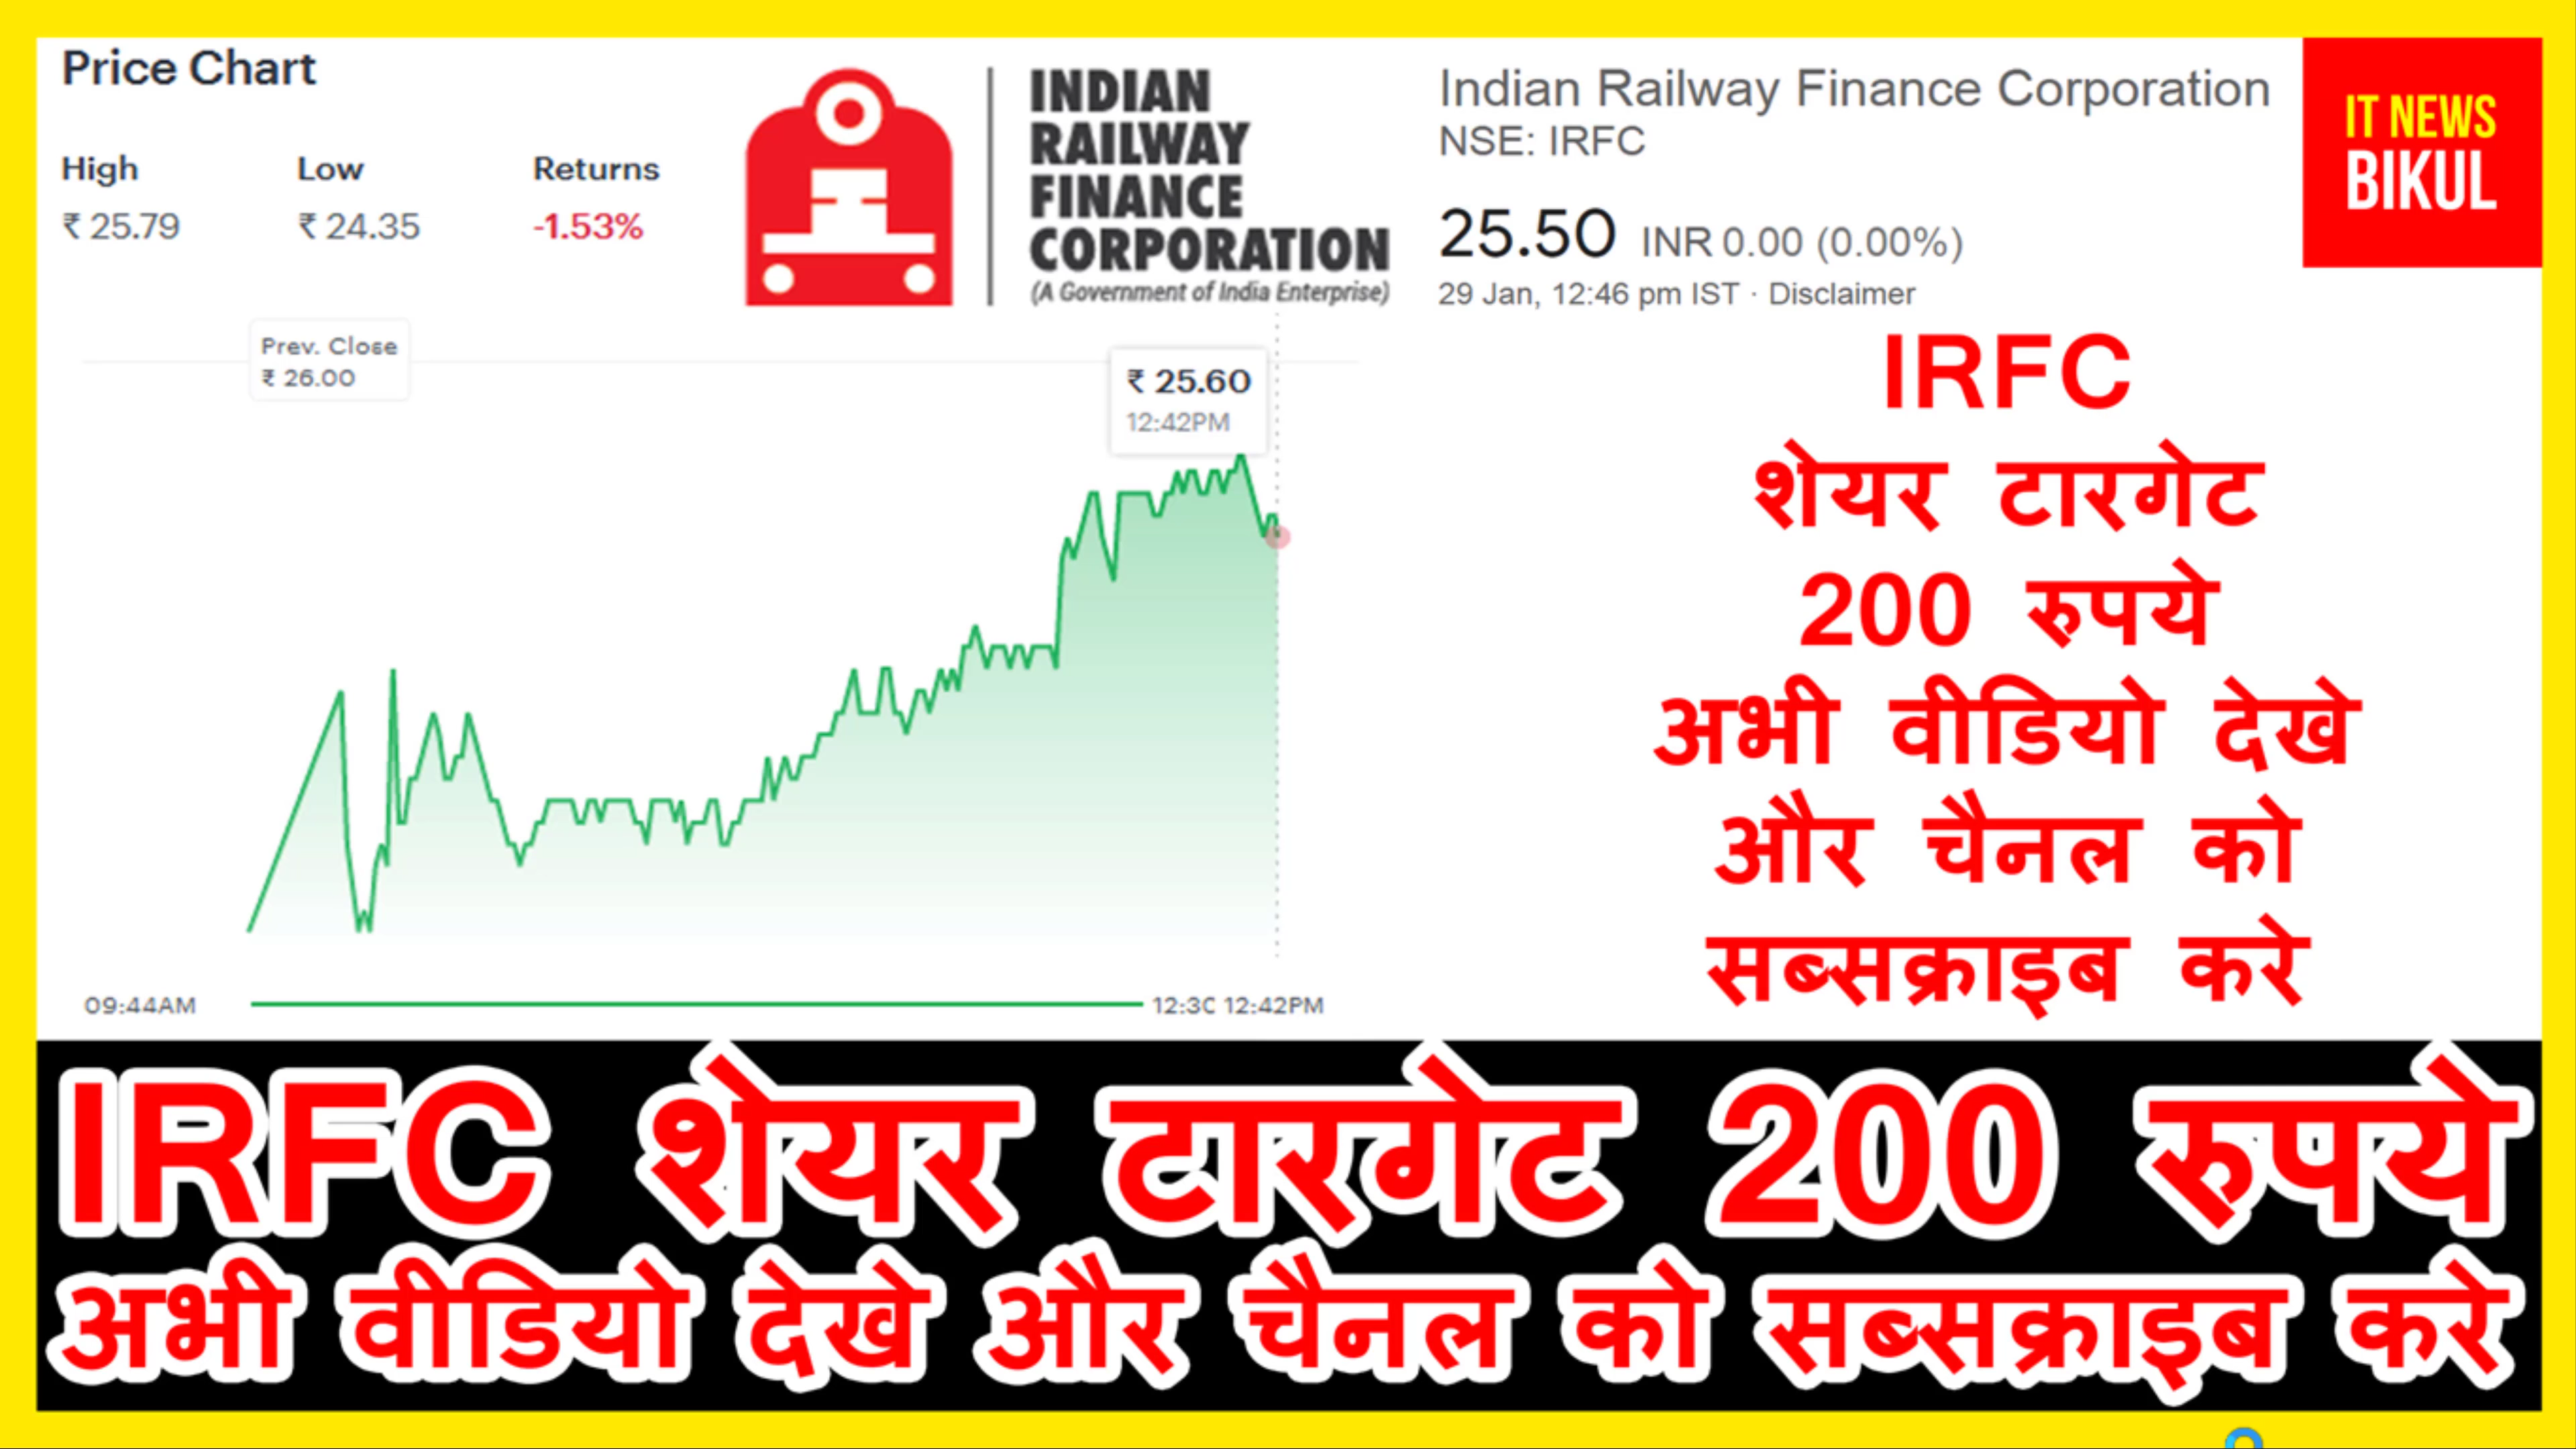 Price Chart
High Low Returns
₹ 25.79 ₹ 24.35 -1.53%
INDIAN
RAILWAY
FINANCE
CORPORATION
(A Government of India Enterprise)
Indian Railway Finance Corporation
NSE: IRFC
25.50 INR 0.00 (0.00%)
29 Jan, 12:46 pm IST · Disclaimer
IT NEWS
BIKUL
Prev. Close
₹ 26.00
₹ 25.60
12:42PM
09:44AM 12:30 12:42PM
IRFC
शेयर टारगेट
200 रुपये
अभी वीडियो देखे
और चैनल को
सब्सक्राइब करे
IRFC शेयर टारगेट 200 रुपये
अभी वीडियो देखे और चैनल को सब्सक्राइब करे